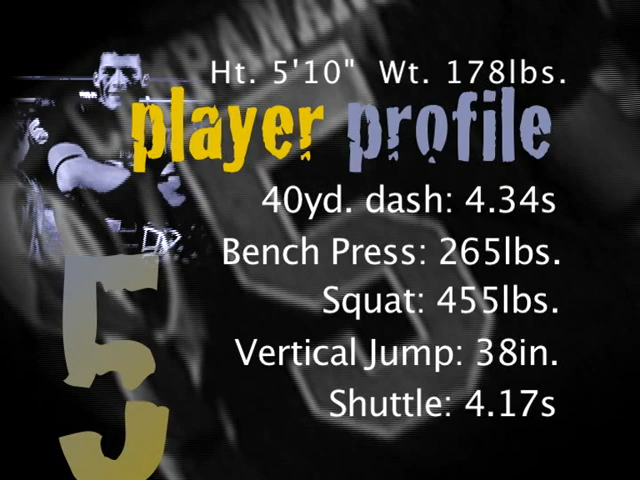 Ht. 5'10" Wt. 178lbs.
player profile
40yd. dash: 4.34s
Bench Press: 265lbs.
Squat: 455lbs.
Vertical Jump: 38in.
Shuttle: 4.17s
5
5